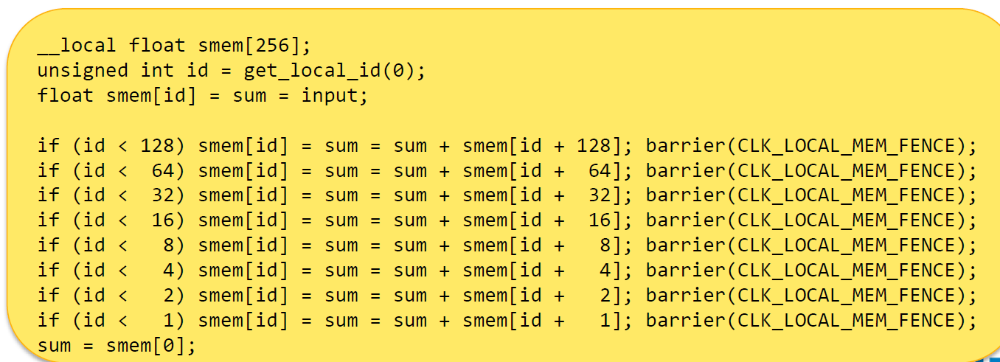 __local float smem[256];
unsigned int id = get_local_id(0);
float smem[id] = sum = input;
if (id < 128) smem[id] = sum = sum + smem[id + 128]; barrier(CLK_LOCAL_MEM_FENCE);
if (id <  64) smem[id] = sum = sum + smem[id +  64]; barrier(CLK_LOCAL_MEM_FENCE);
if (id <  32) smem[id] = sum = sum + smem[id +  32]; barrier(CLK_LOCAL_MEM_FENCE);
if (id <  16) smem[id] = sum = sum + smem[id +  16]; barrier(CLK_LOCAL_MEM_FENCE);
if (id <   8) smem[id] = sum = sum + smem[id +   8]; barrier(CLK_LOCAL_MEM_FENCE);
if (id <   4) smem[id] = sum = sum + smem[id +   4]; barrier(CLK_LOCAL_MEM_FENCE);
if (id <   2) smem[id] = sum = sum + smem[id +   2]; barrier(CLK_LOCAL_MEM_FENCE);
if (id <   1) smem[id] = sum = sum + smem[id +   1]; barrier(CLK_LOCAL_MEM_FENCE);
sum = smem[0];